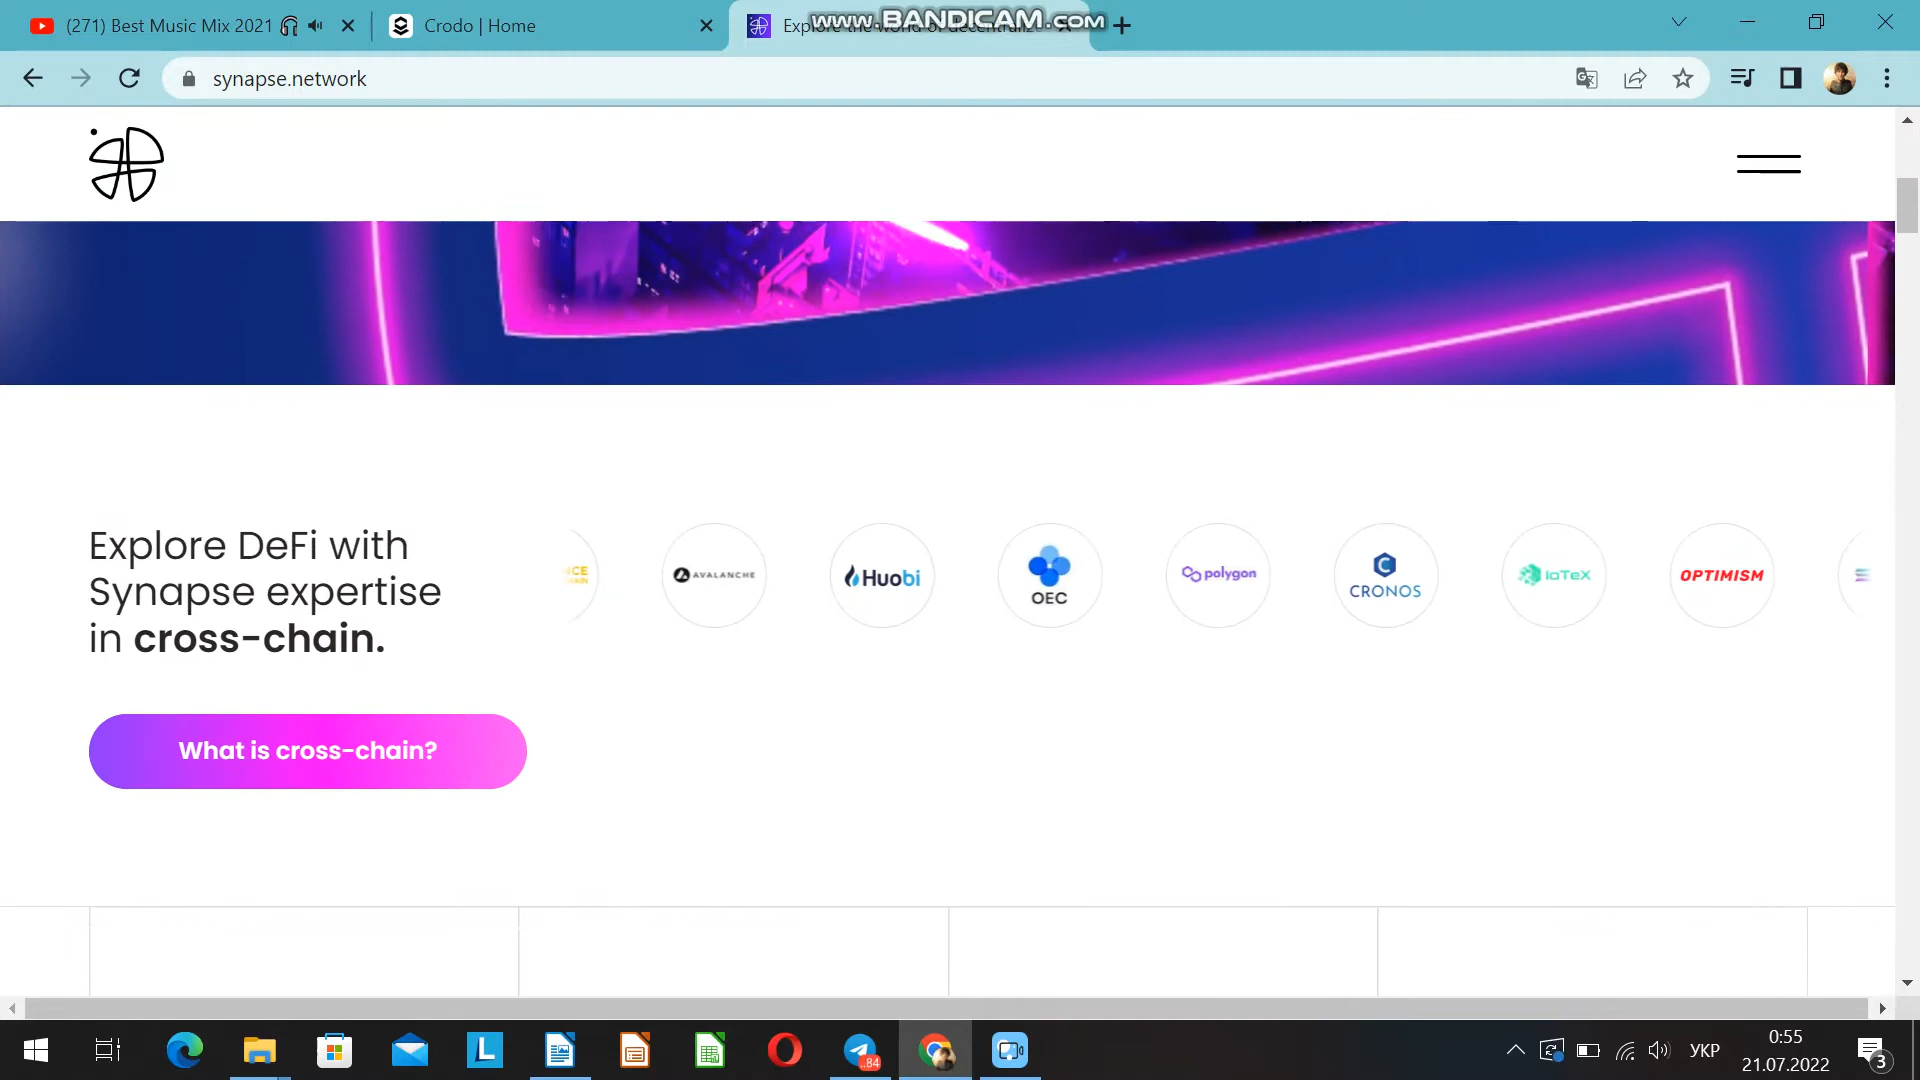 (271) Best Music Mix 2021
Crodo | Home
www.BANDICAM.com
synapse.network
Explore DeFi with
Synapse expertise
in cross-chain.
AVALANCHE
Huobi
OEC
polygon
CRONOS
IoTeX
OPTIMISM
What is cross-chain?
84
УКР
0:55
21.07.2022
3